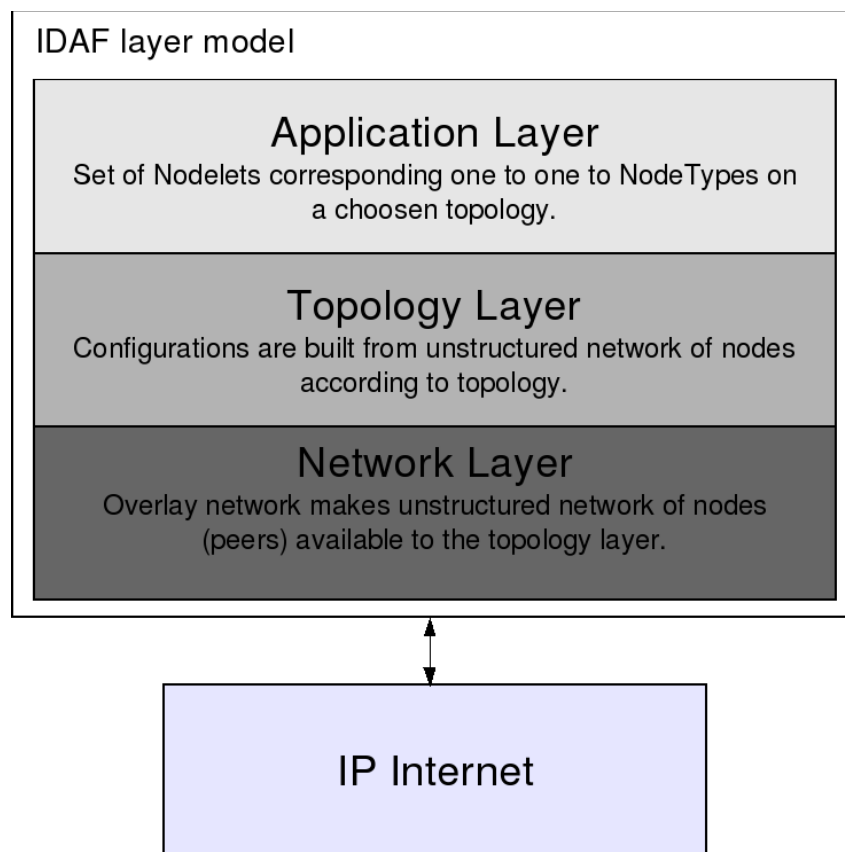 IDAF layer model
Application Layer
Set of Nodelets corresponding one to one to NodeTypes on
a choosen topology.
Topology Layer
Configurations are built from unstructured network of nodes
according to topology.
Network Layer
Overlay network makes unstructured network of nodes
(peers) available to the topology layer.
IP Internet